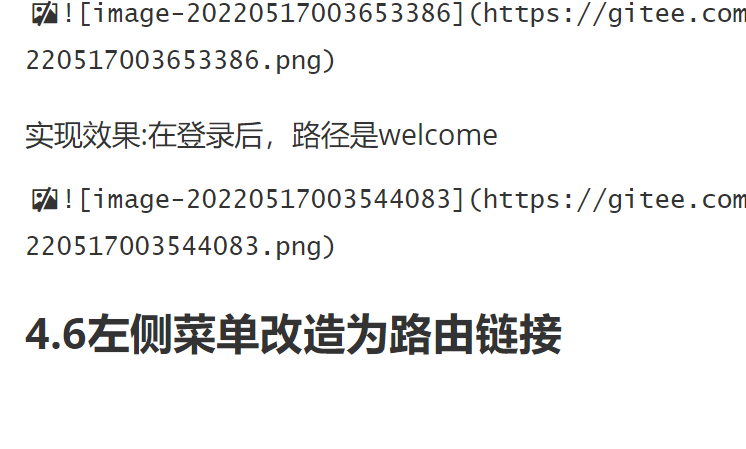 ![image-20220517003653386](https://gitee.com
220517003653386.png)
实现效果:在登录后，路径是welcome
![image-20220517003544083](https://gitee.com
220517003544083.png)
4.6左侧菜单改造为路由链接